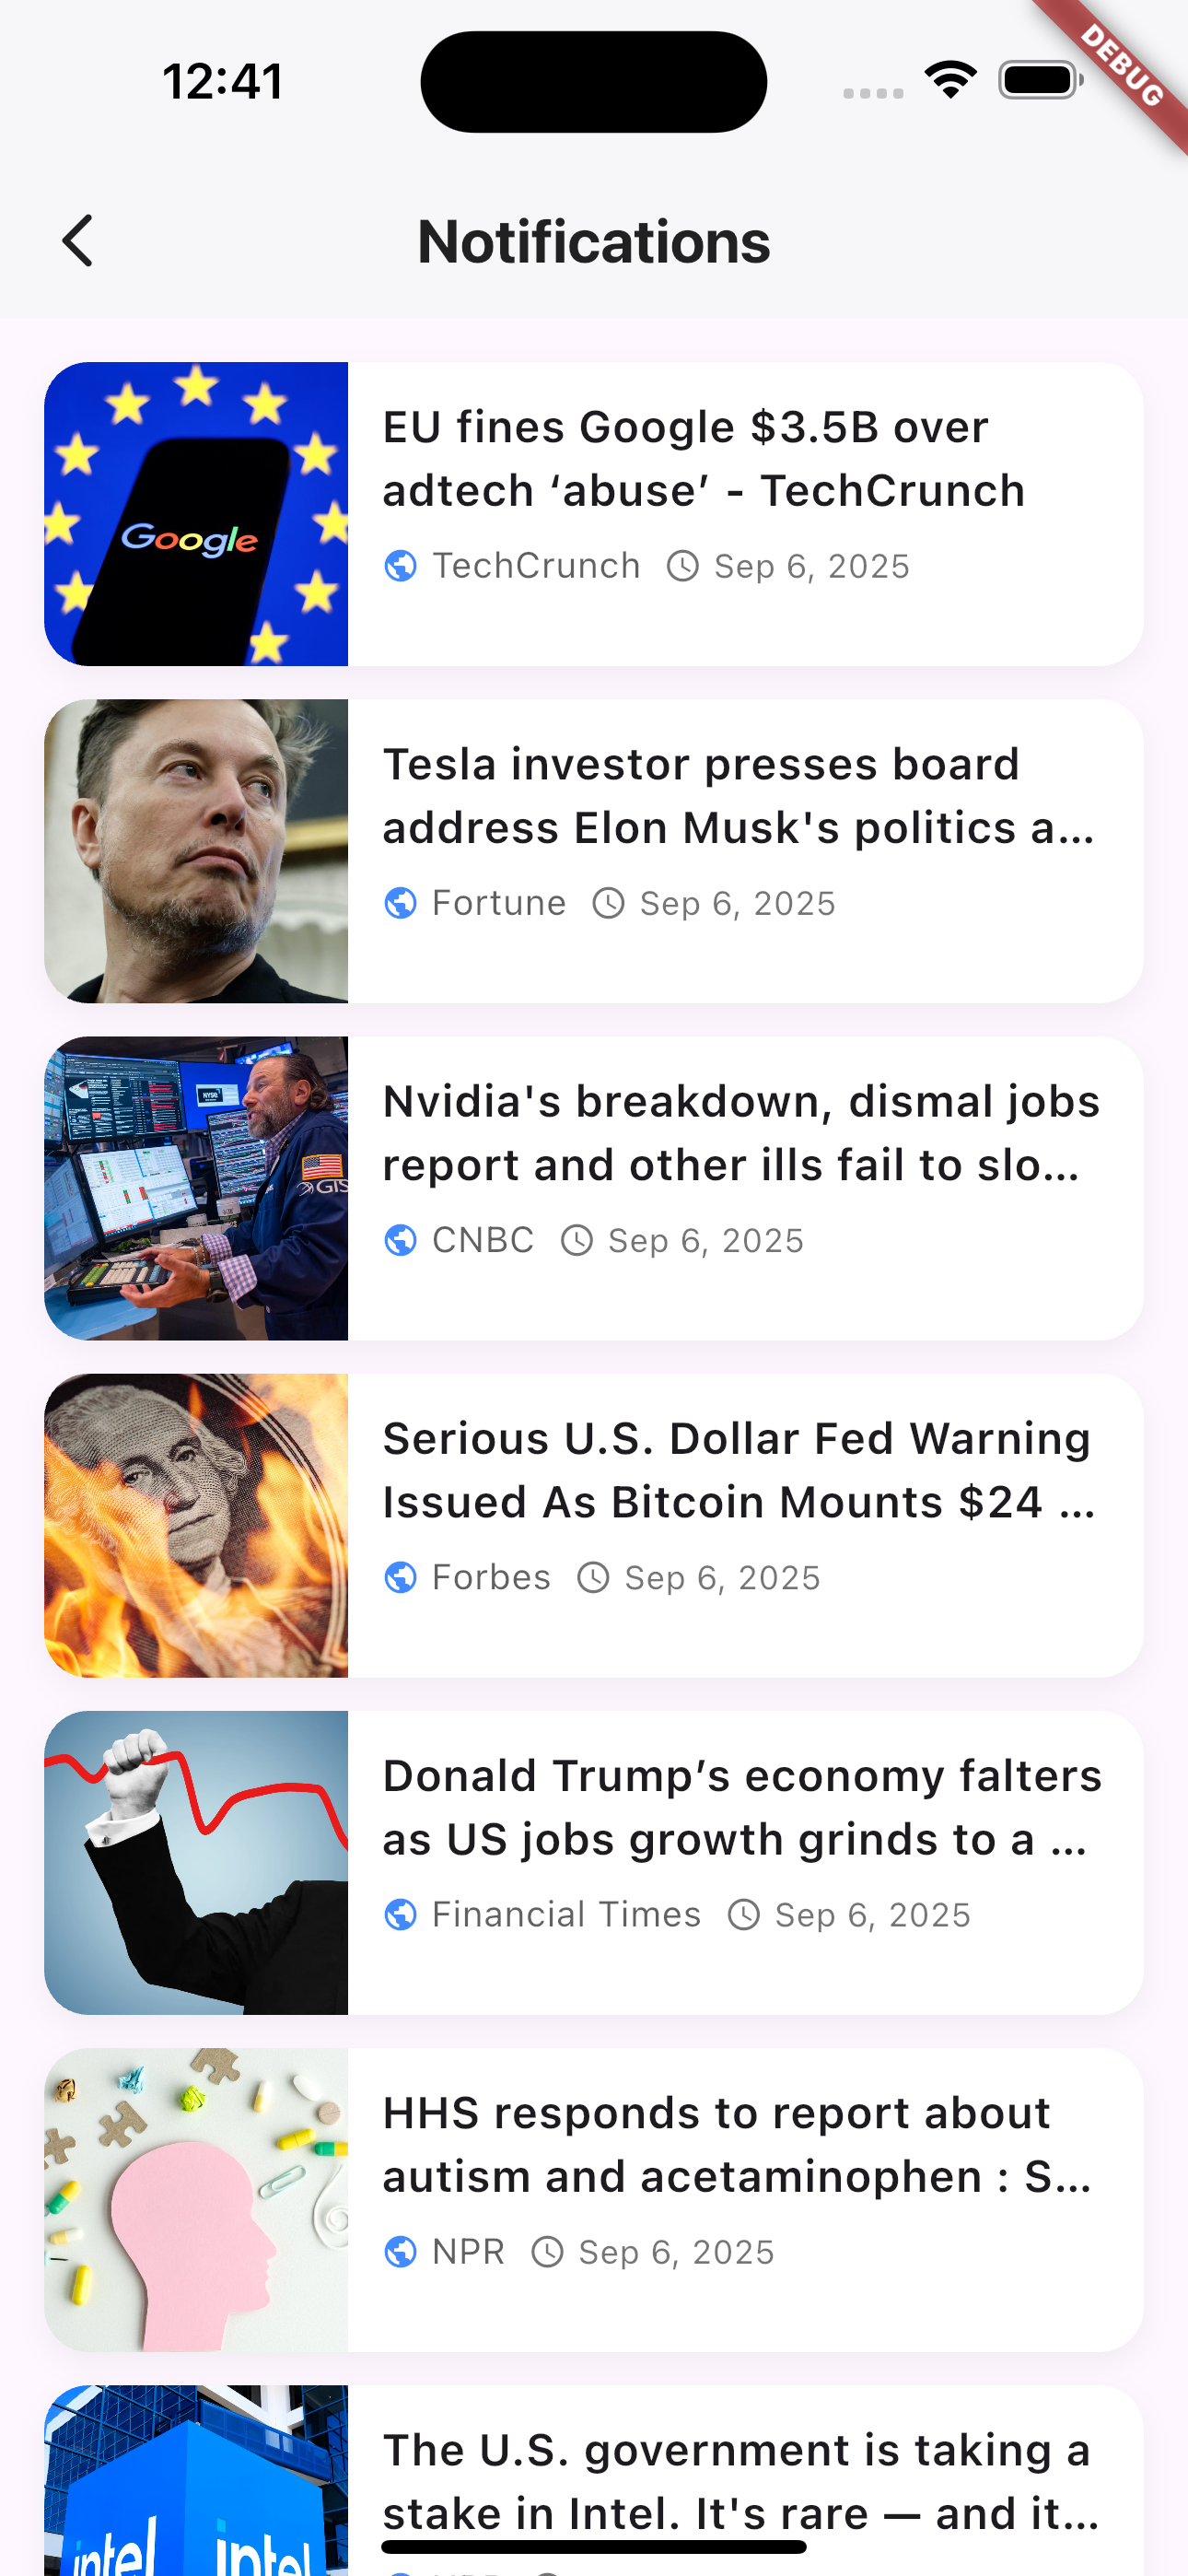 12:41
DEBUG
Notifications
Google
EU fines Google $3.5B over
adtech ‘abuse’ - TechCrunch
TechCrunch Sep 6, 2025
Tesla investor presses board
address Elon Musk's politics a...
Fortune Sep 6, 2025
NYSE
GTS
Nvidia's breakdown, dismal jobs
report and other ills fail to slo...
CNBC Sep 6, 2025
Serious U.S. Dollar Fed Warning
Issued As Bitcoin Mounts $24 ...
Forbes Sep 6, 2025
Donald Trump’s economy falters
as US jobs growth grinds to a ...
Financial Times Sep 6, 2025
HHS responds to report about
autism and acetaminophen : S...
NPR Sep 6, 2025
intel intel
The U.S. government is taking a
stake in Intel. It's rare — and it...